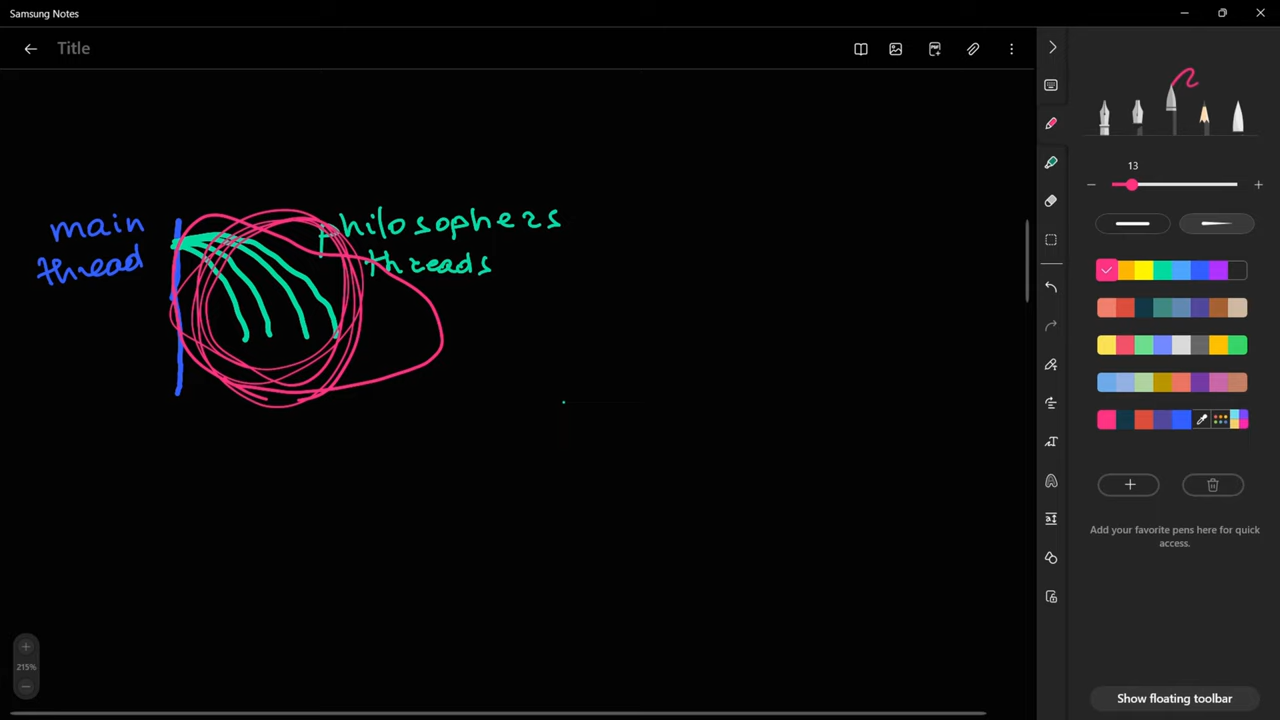 Samsung Notes
Title
13
main
thread
philosophers
threads
215%
Add your favorite pens here for quick
access.
Show floating toolbar